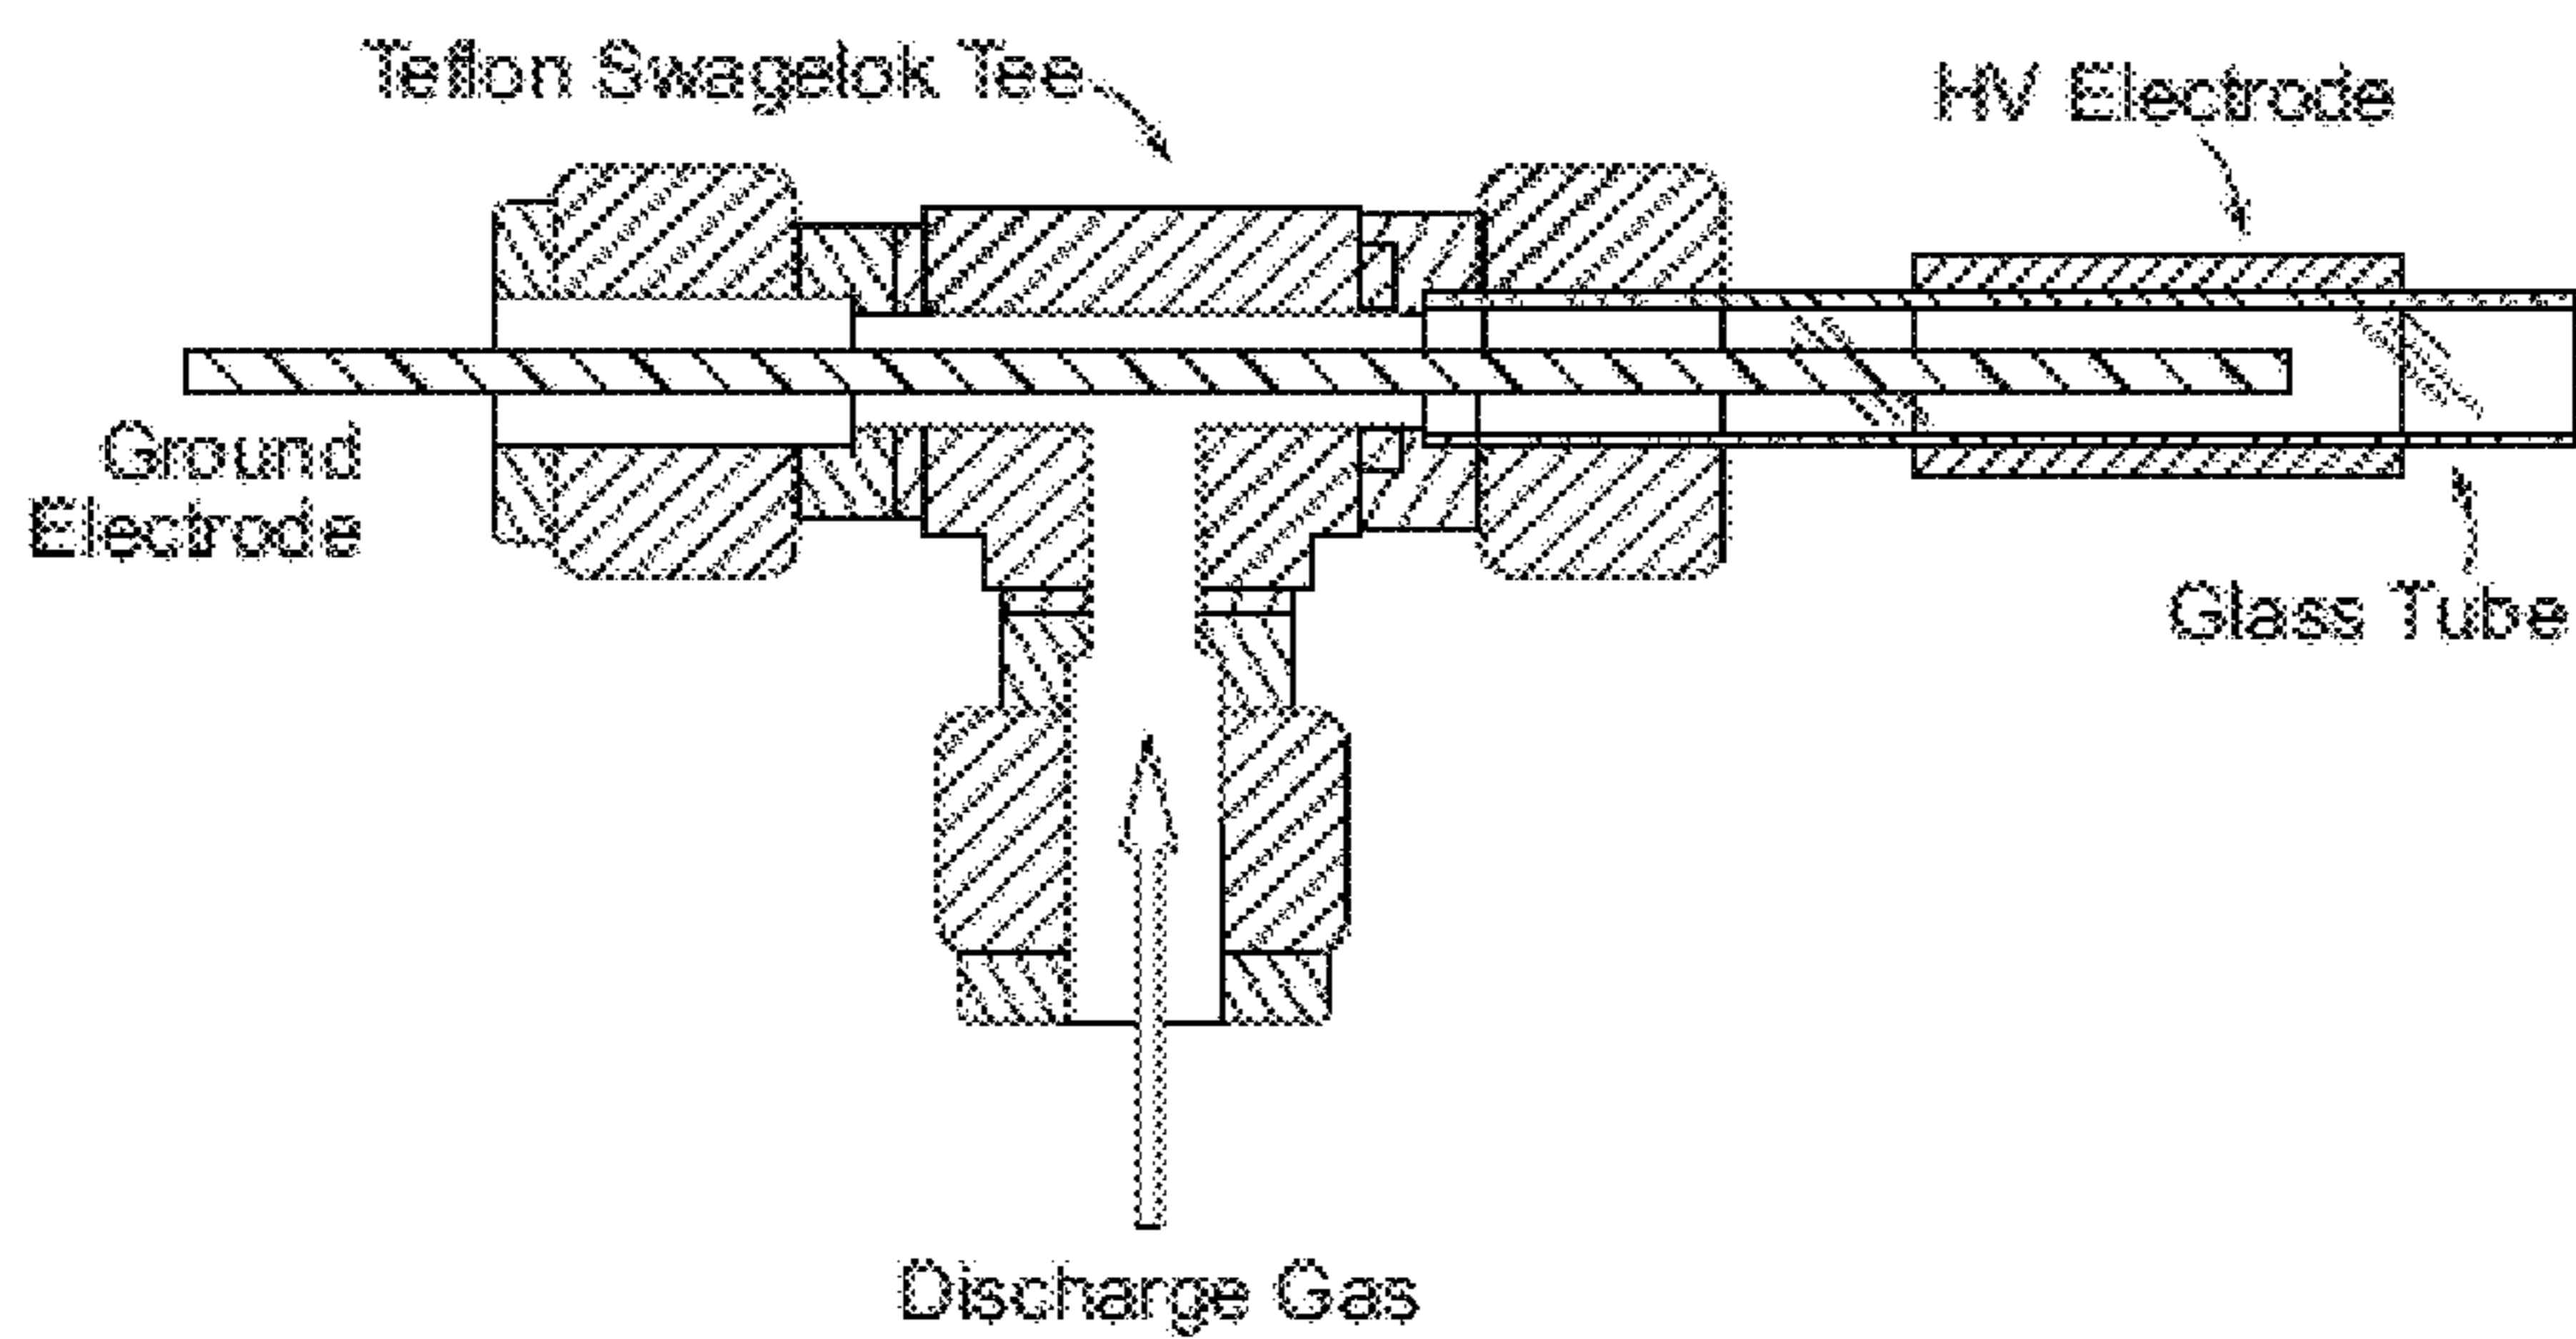 Teflon Swagelok Tee
HV Electrode
Ground
Electrode
Glass Tube
Discharge Gas